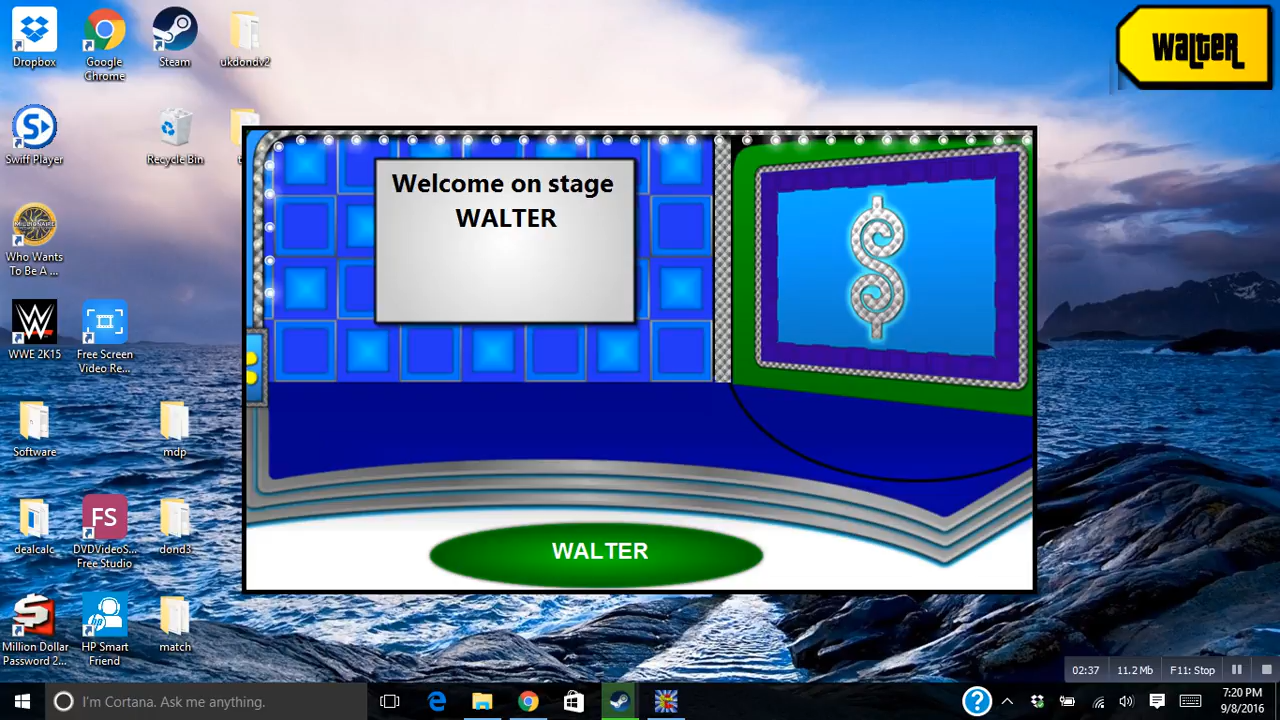 Dropbox
Google
Chrome
Steam
ukdondv2
WALTER
Swiff Player
Recycle Bin
t
MILLIONAIRE
Who Wants
To Be A ...
WWE 2K15
Free Screen
Video Re...
Welcome on stage
WALTER
$
Software
mdp
FS
dealcalc
DVDVideoS...
Free Studio
dond3
WALTER
hp
Million Dollar
Password 2...
HP Smart
Friend
match
02:37
11.2 Mb
F11: Stop
I'm Cortana. Ask me anything.
7:20 PM
9/8/2016